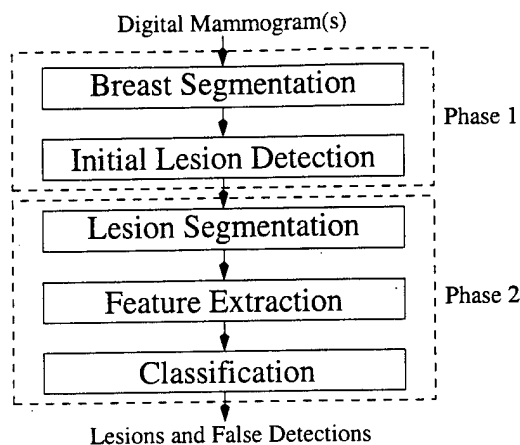 Digital Mammogram(s)
Breast Segmentation
Phase 1
Initial Lesion Detection
Lesion Segmentation
Feature Extraction
Phase 2
Classification
Lesions and False Detections